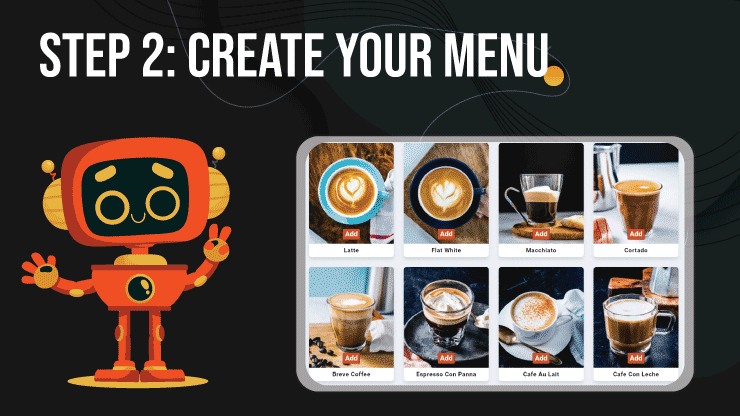 STEP 2: CREATE YOUR MENU
Add Add Add Add
Latte Flat White Macchiato Cortado
Add Add Add Add
Breve Coffee Espresso Con Panna Cafe Au Lait Cafe Con Leche